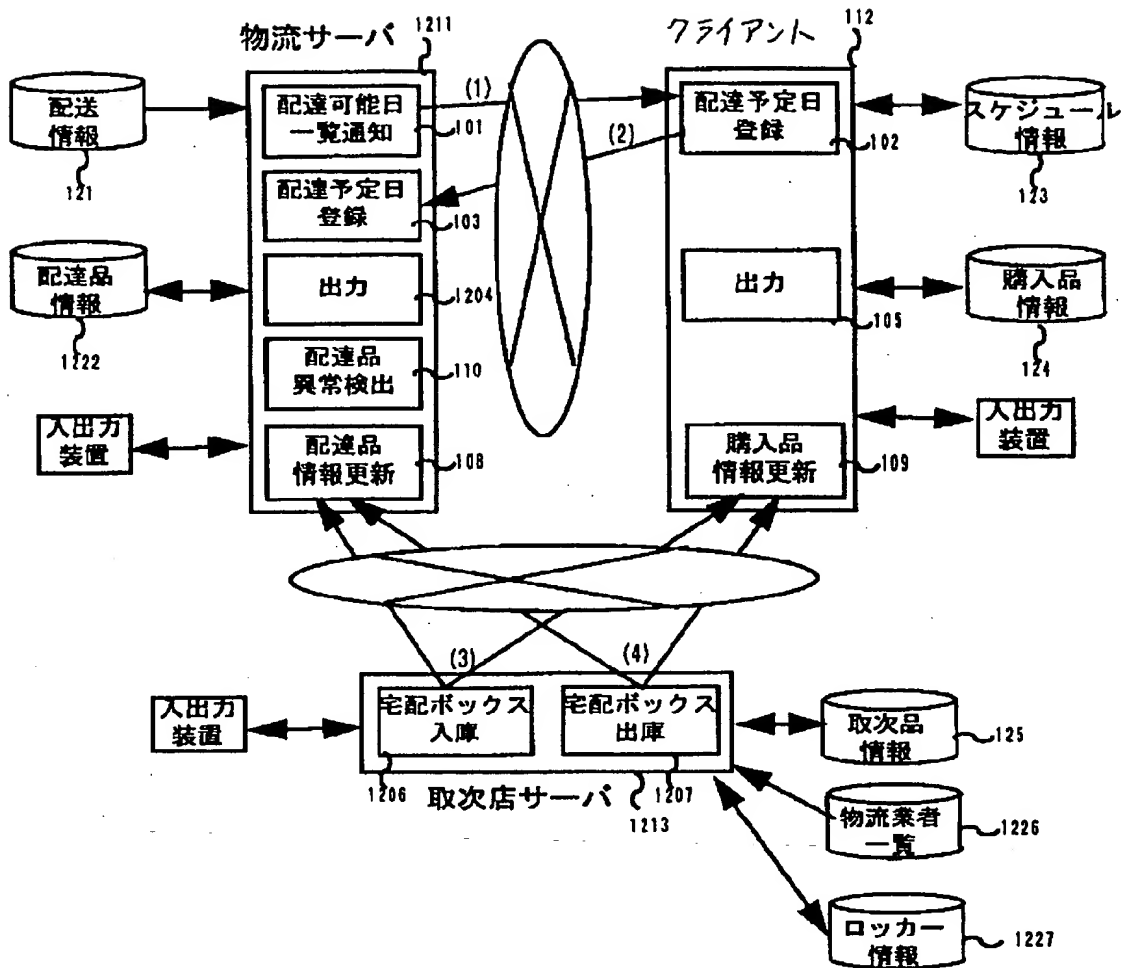 物流サーバ
1211
配送
情報
121
配達可能日
一覧通知
101
(1)
(2)
配達予定日
登録
103
配達品
情報
1222
出力
1204
配達品
異常検出
110
入出力
装置
配達品
情報更新
108
クライアント
112
配達予定日
登録
102
スケジュール
情報
123
出力
105
購入品
情報
124
入出力
装置
購入品
情報更新
109
(3)
(4)
入出力
装置
宅配ボックス
入庫
1206
宅配ボックス
出庫
1207
取次店サーバ
1213
取次品
情報
125
物流業者
一覧
1226
ロッカー
情報
1227